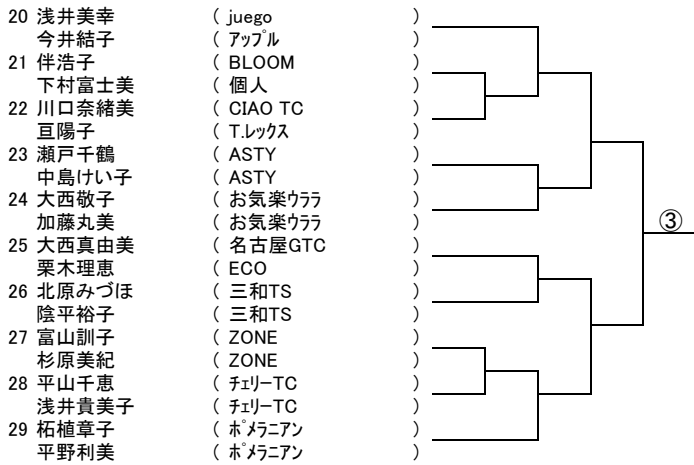 20 浅井美幸 ( juego )
今井結子 ( ｱｯﾌﾟﾙ )
21 伴浩子 ( BLOOM )
下村富士美 ( 個人 )
22 川口奈緒美 ( CIAO TC )
亘陽子 ( T.ﾚｯｸｽ )
23 瀬戸千鶴 ( ASTY )
中島けい子 ( ASTY )
24 大西敬子 ( お気楽ｳﾗﾗ )
加藤丸美 ( お気楽ｳﾗﾗ )
25 大西真由美 ( 名古屋GTC )
栗木理恵 ( ECO )
26 北原みづほ ( 三和TS )
陰平裕子 ( 三和TS )
27 富山訓子 ( ZONE )
杉原美紀 ( ZONE )
28 平山千恵 ( ﾁｪﾘｰTC )
浅井貴美子 ( ﾁｪﾘｰTC )
29 柘植章子 ( ﾎﾟﾒﾗﾆｱﾝ )
平野利美 ( ﾎﾟﾒﾗﾆｱﾝ )
③